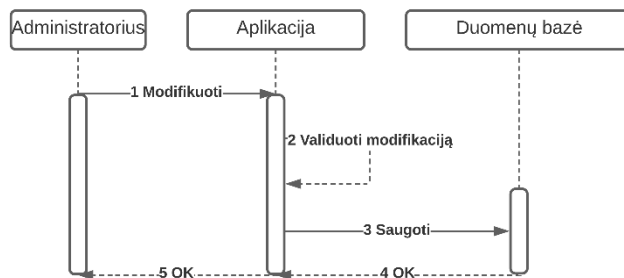 Administratorius
Aplikacija
Duomenų bazė
1 Modifikuoti
2 Validuoti modifikaciją
3 Saugoti
5 OK
4 OK